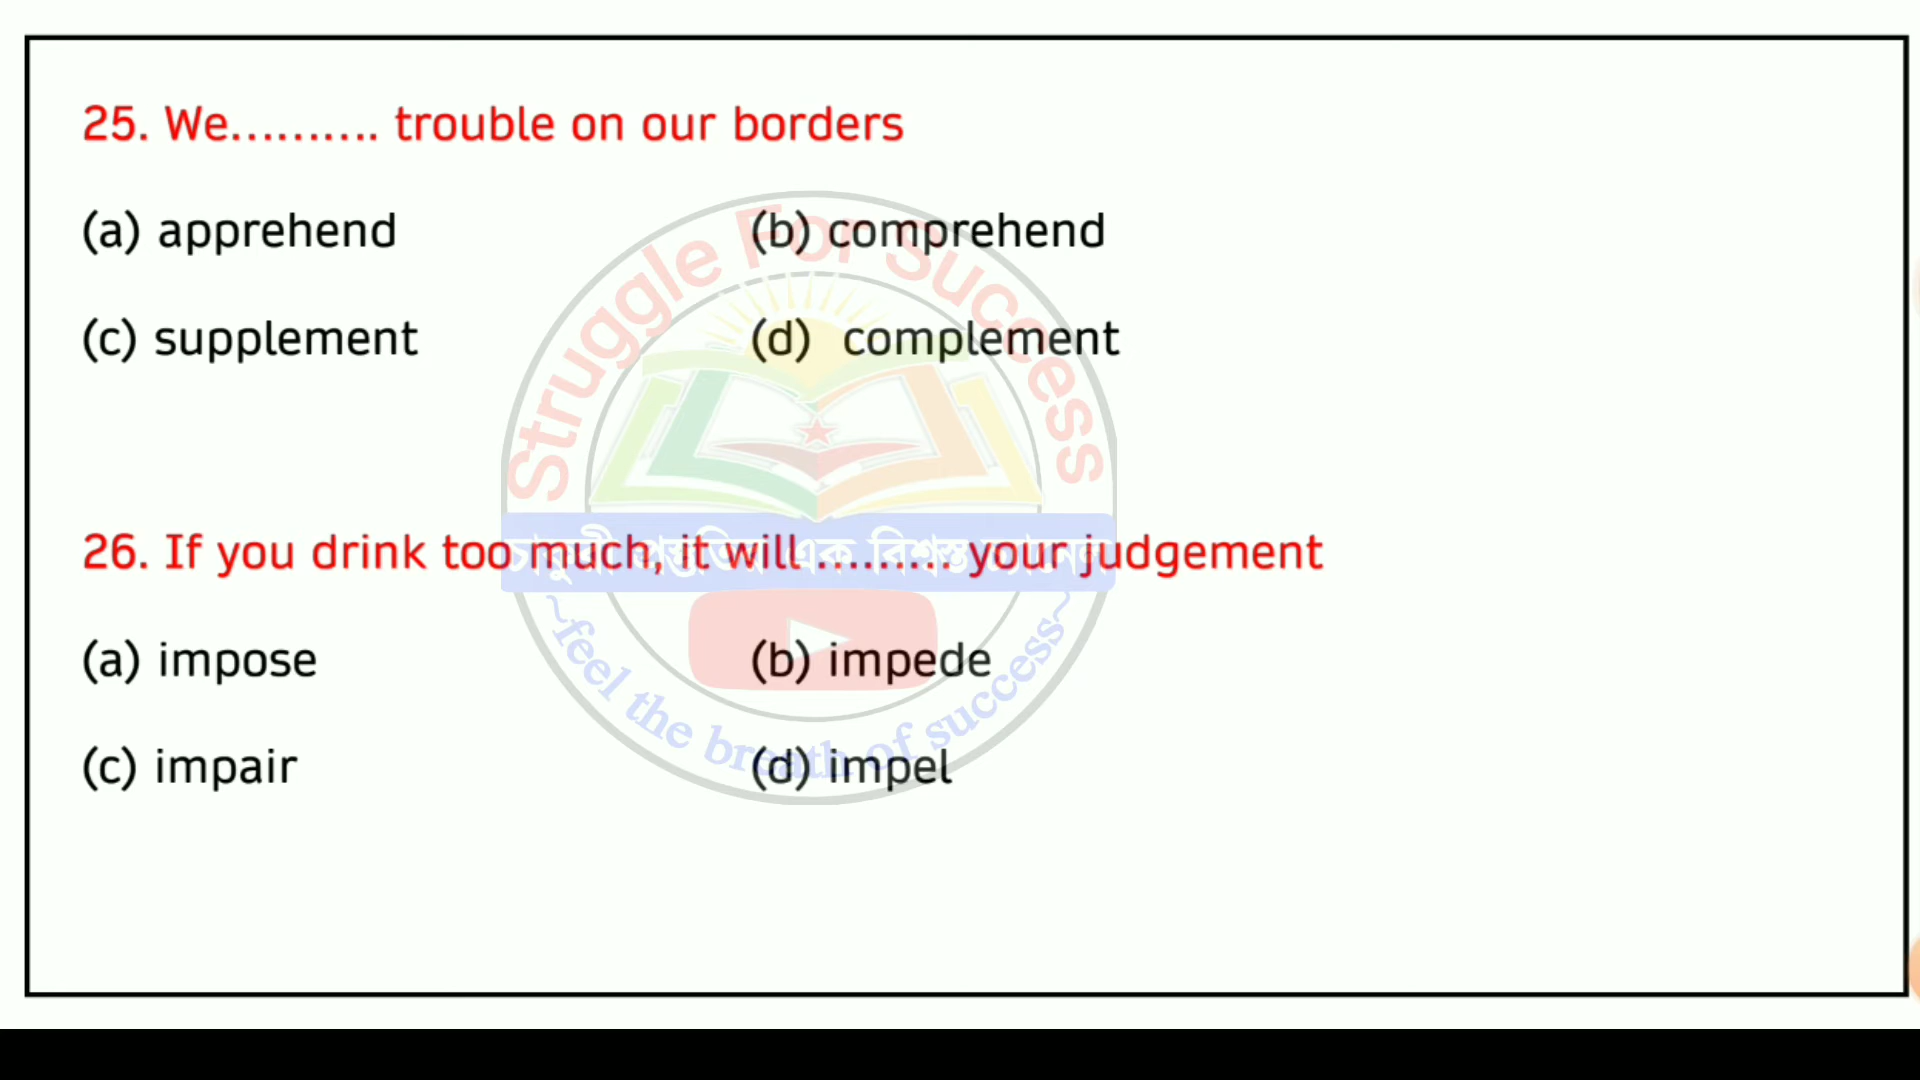 25. We.......... trouble on our borders
(a) apprehend (b) comprehend
(c) supplement (d) complement
Struggle For Success
26. If you drink too much, it will ......... your judgement
(a) impose (b) impede
(c) impair (d) impel
~feel the breath of success~